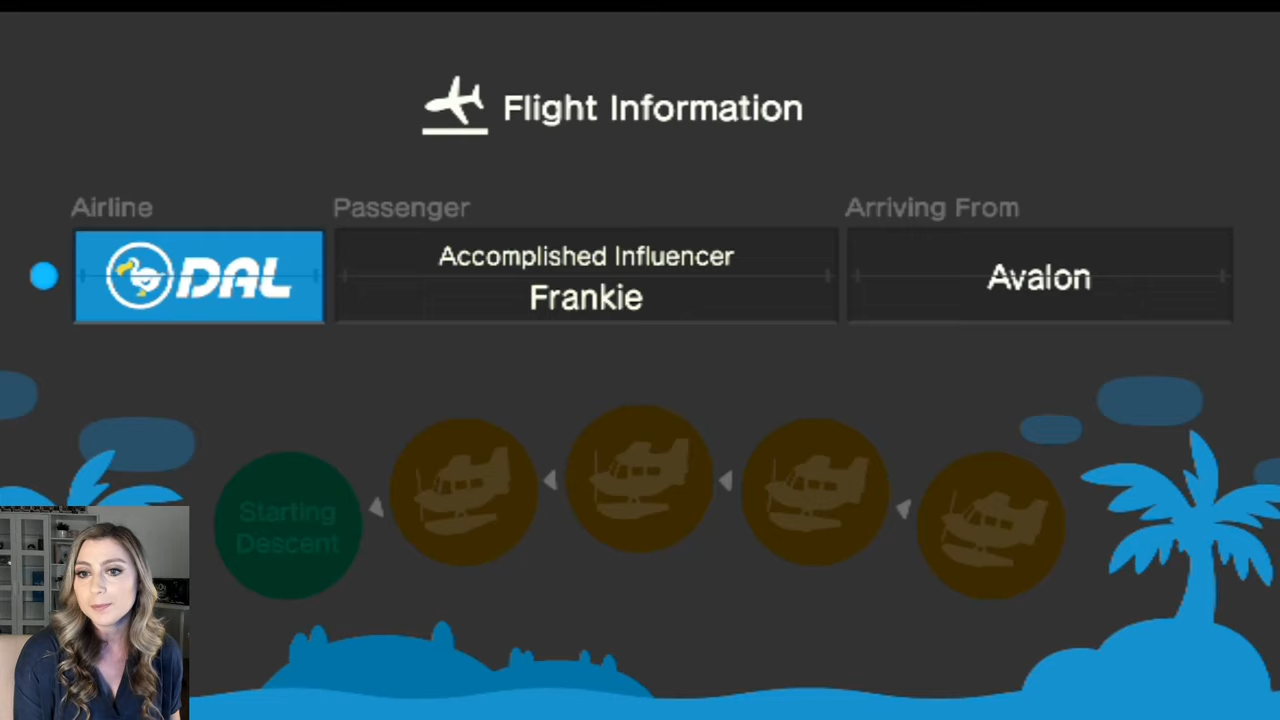 Flight Information
Airline
Passenger
Arriving From
DAL
Accomplished Influencer
Frankie
Avalon
Starting
Descent